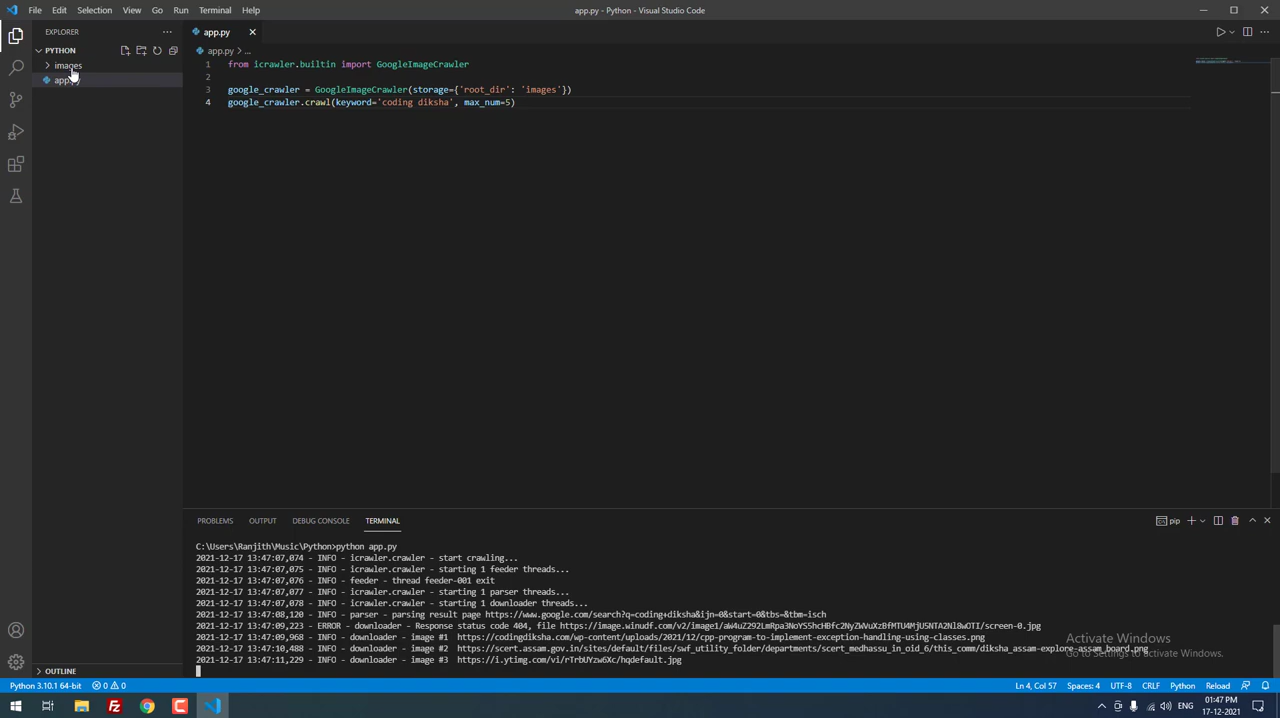 File Edit Selection View Go Run Terminal Help
app.py - Python - Visual Studio Code
EXPLORER
PYTHON
images
app.py
app.py
app.py > ...
1 from icrawler.builtin import GoogleImageCrawler
2
3 google_crawler = GoogleImageCrawler(storage={'root_dir': 'images'})
4 google_crawler.crawl(keyword='coding diksha', max_num=5)
PROBLEMS OUTPUT DEBUG CONSOLE TERMINAL
pip
C:\Users\Ranjith\Music\Python>python app.py
2021-12-17 13:47:07,074 - INFO - icrawler.crawler - start crawling...
2021-12-17 13:47:07,075 - INFO - icrawler.crawler - starting 1 feeder threads...
2021-12-17 13:47:07,076 - INFO - feeder - thread feeder-001 exit
2021-12-17 13:47:07,077 - INFO - icrawler.crawler - starting 1 parser threads...
2021-12-17 13:47:07,078 - INFO - icrawler.crawler - starting 1 downloader threads...
2021-12-17 13:47:08,120 - INFO - parser - parsing result page https://www.google.com/search?q=coding+diksha&ijn=0&start=0&tbs=&tbm=isch
2021-12-17 13:47:09,223 - ERROR - downloader - Response status code 404, file
2021-12-17 13:47:09,968 - INFO - downloader - image #1 https://codingdiksha.com/wp-content/uploads/2021/12/cpp-program-to-implement-exception-handling-using-classes.png
2021-12-17 13:47:10,488 - INFO - downloader - image #2 https://scert.assam.gov.in/sites/default/files/swf_utility_folder/departments/scert_medhassu_in_oid_6/this_comm/diksha_assam-explore-assam_board.png
2021-12-17 13:47:11,229 - INFO - downloader - image #3 https://i.ytimg.com/vi/rTrbUYzw6Xc/hqdefault.jpg
Activate Windows
Go to Settings to activate Windows.
OUTLINE
Python 3.10.1 64-bit 0 0 Ln 4, Col 57 Spaces: 4 UTF-8 CRLF Python Reload
ENG
01:47 PM
17-12-2021